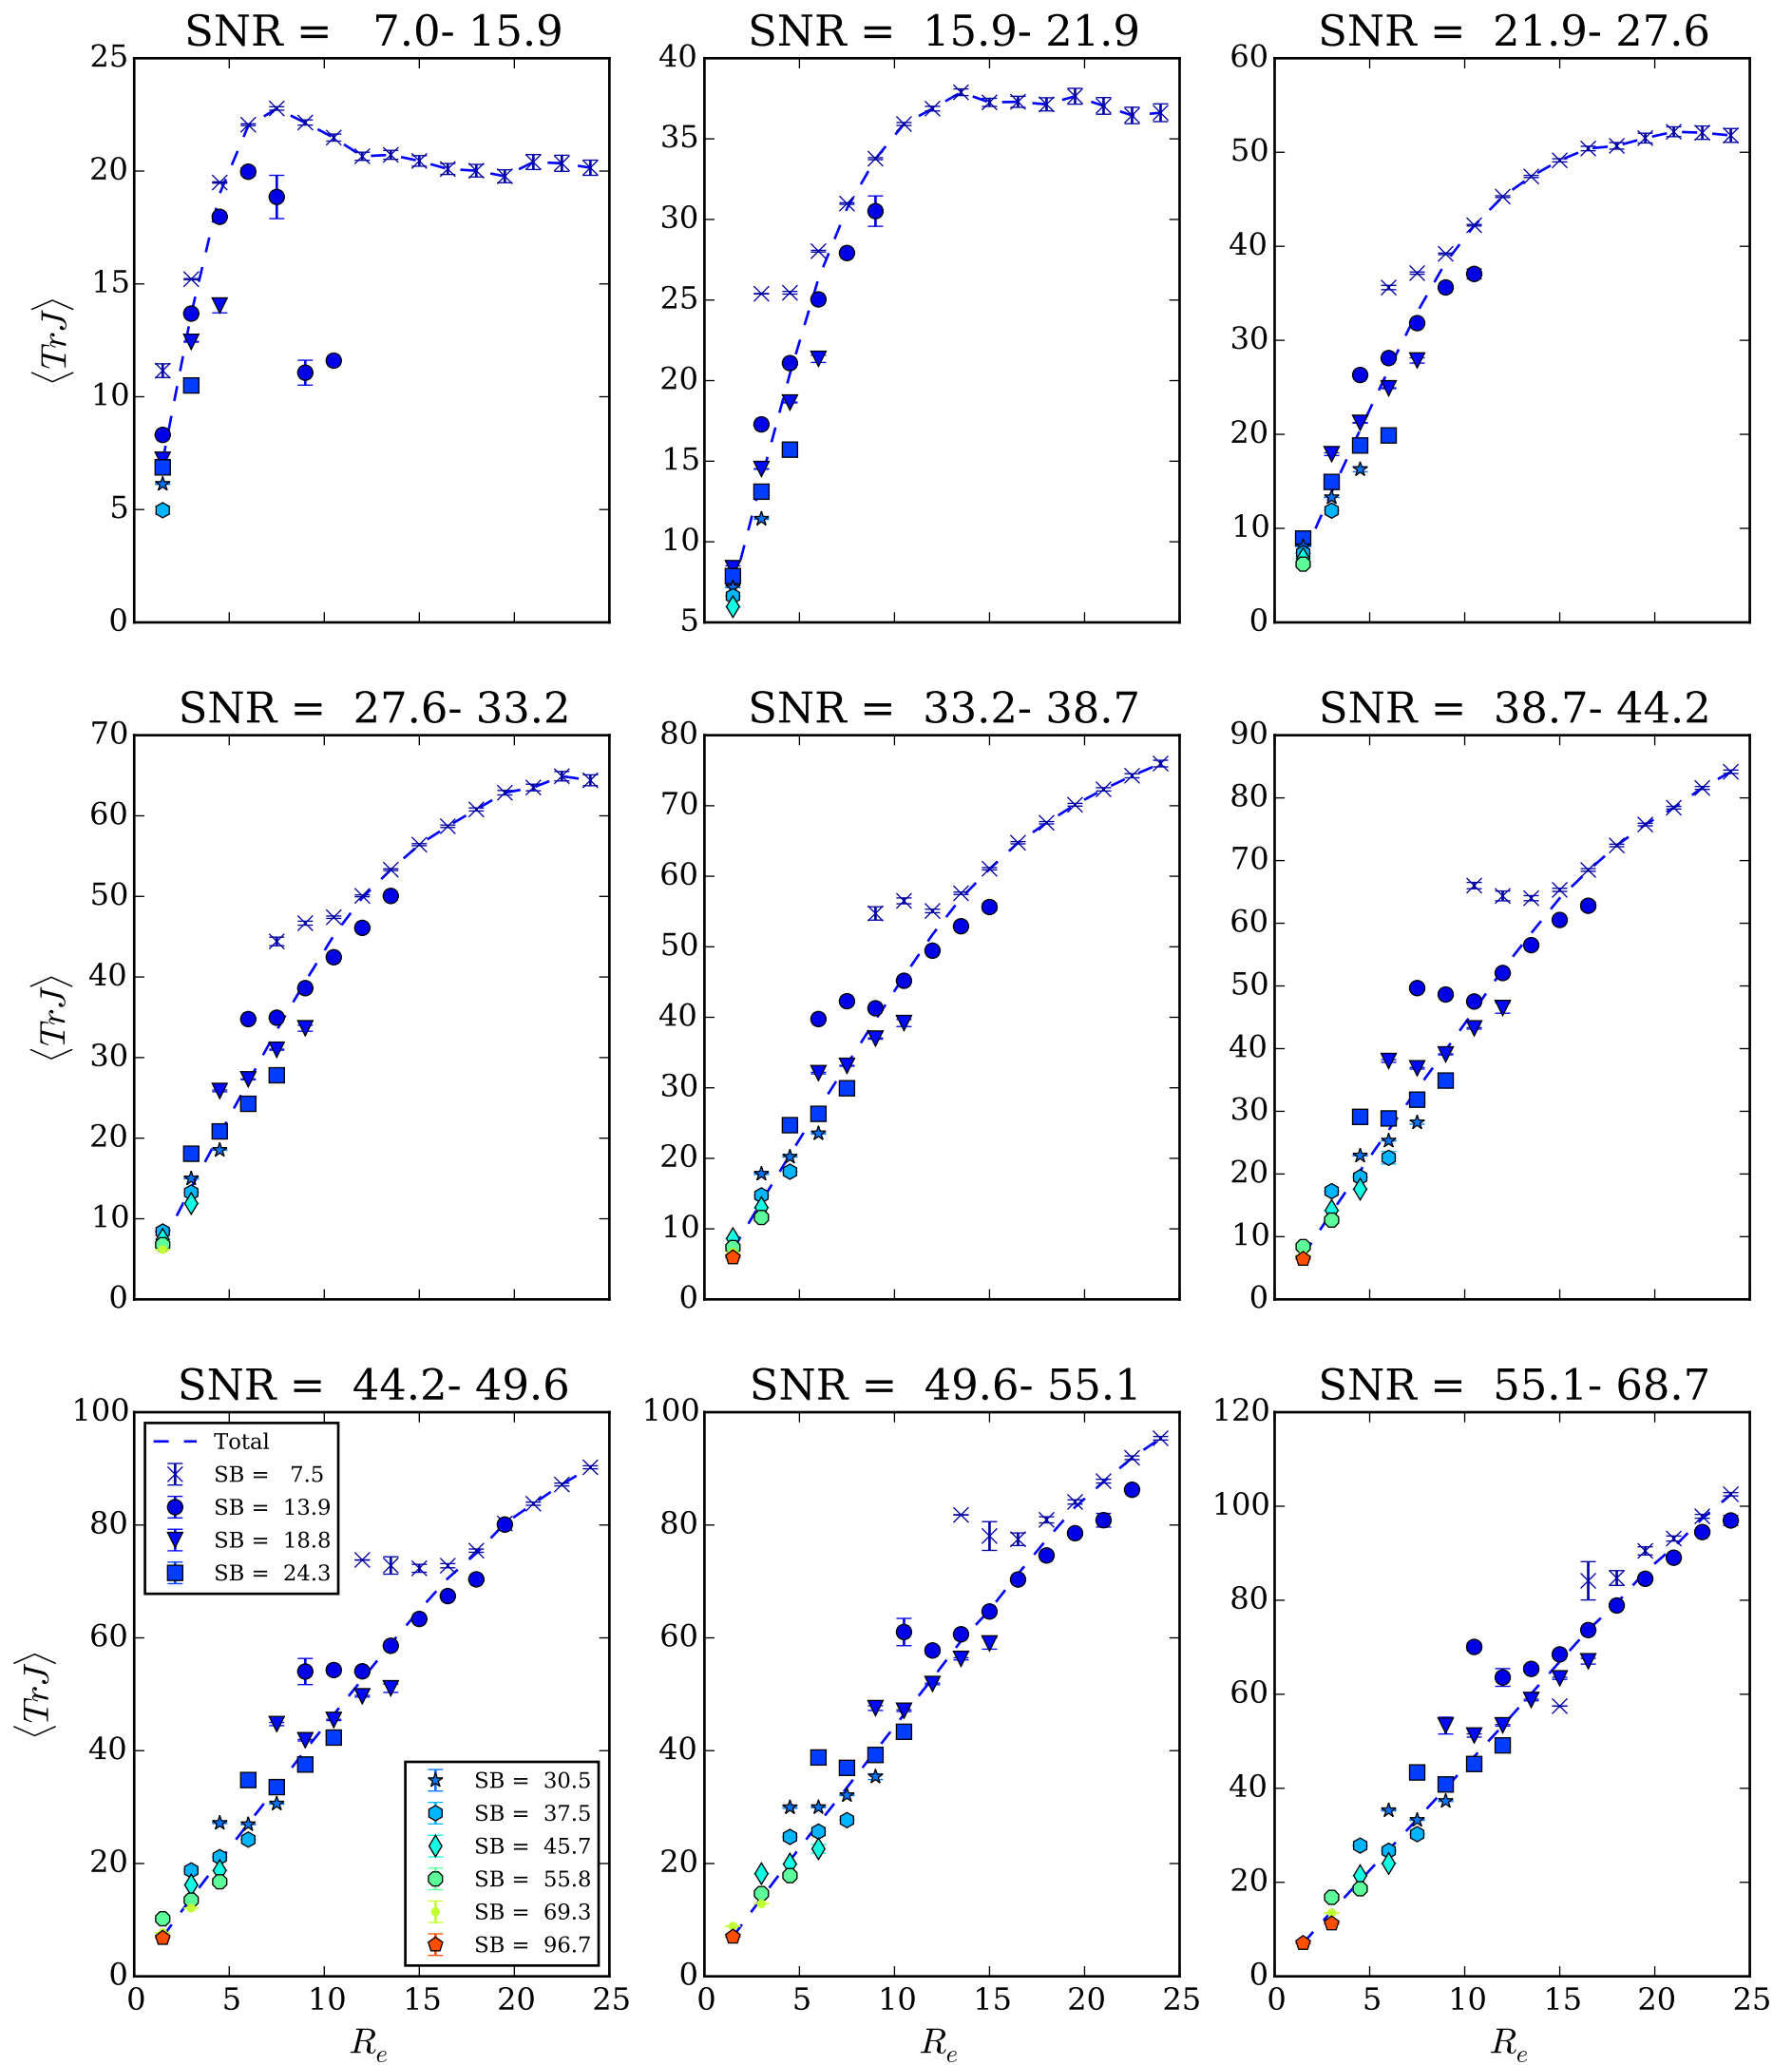 SNR = 7.0- 15.9
SNR = 15.9- 21.9
SNR = 21.9- 27.6
25
20
15
10
5
0
⟨TrJ⟩
40
35
30
25
20
15
10
5
60
50
40
30
20
10
0
SNR = 27.6- 33.2
SNR = 33.2- 38.7
SNR = 38.7- 44.2
70
60
50
40
30
20
10
0
⟨TrJ⟩
80
70
60
50
40
30
20
10
0
90
80
70
60
50
40
30
20
10
0
SNR = 44.2- 49.6
SNR = 49.6- 55.1
SNR = 55.1- 68.7
100
80
60
40
20
0
⟨TrJ⟩
Total
SB = 7.5
SB = 13.9
SB = 18.8
SB = 24.3
SB = 30.5
SB = 37.5
SB = 45.7
SB = 55.8
SB = 69.3
SB = 96.7
0 5 10 15 20 25
R_e
100
80
60
40
20
0
0 5 10 15 20 25
R_e
120
100
80
60
40
20
0
0 5 10 15 20 25
R_e